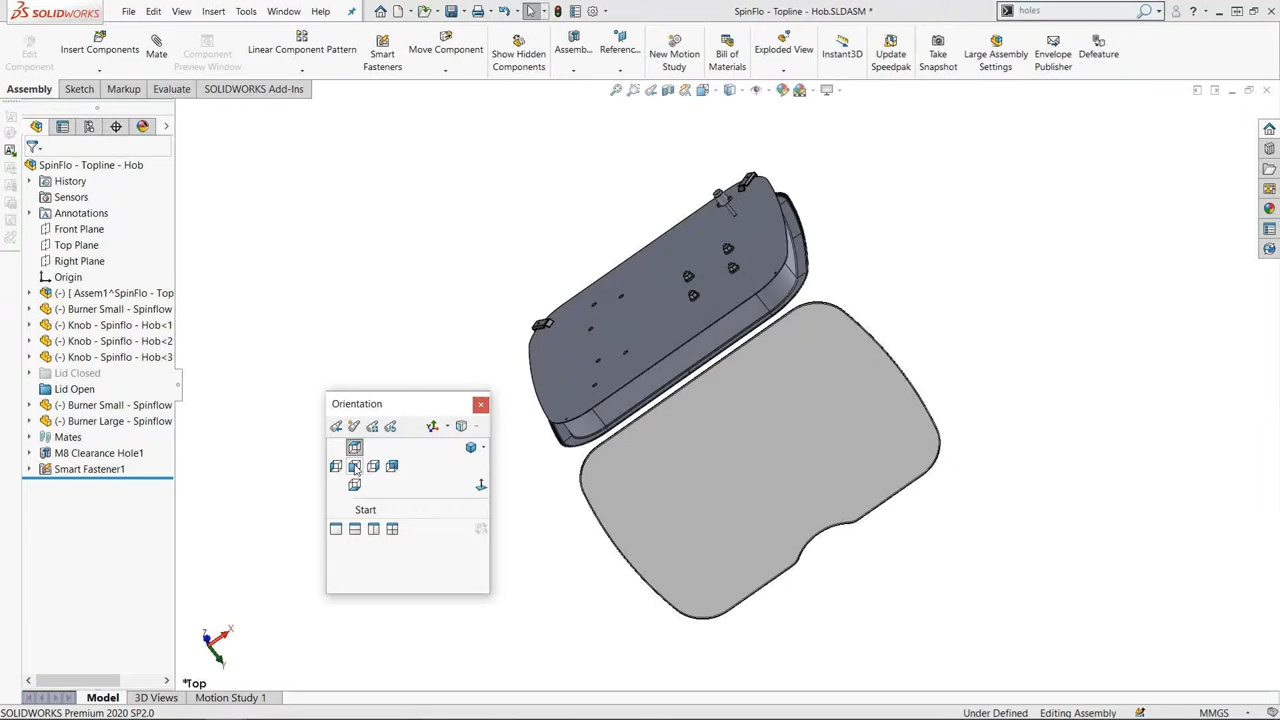 SOLIDWORKS
File
Edit
View
Insert
Tools
Window
Help
SpinFlo - Topline - Hob.SLDASM *
holes
Edit
Component
Insert Components
Mate
Component
Preview Window
Linear Component Pattern
Smart
Fasteners
Move Component
Show Hidden
Components
Assemb...
Referenc...
New Motion
Study
Bill of
Materials
Exploded View
Instant3D
Update
Speedpak
Take
Snapshot
Large Assembly
Settings
Envelope
Publisher
Defeature
Assembly
Sketch
Markup
Evaluate
SOLIDWORKS Add-Ins
SpinFlo - Topline - Hob
History
Sensors
Annotations
Front Plane
Top Plane
Right Plane
Origin
(-) [ Assem1^SpinFlo - Top
(-) Burner Small - Spinflow
(-) Knob - Spinflo - Hob<1
(-) Knob - Spinflo - Hob<2
(-) Knob - Spinflo - Hob<3
Lid Closed
Lid Open
(-) Burner Small - Spinflow
(-) Burner Large - Spinflow
Mates
M8 Clearance Hole1
Smart Fastener1
Orientation
Start
Z
X
Y
*Top
Model
3D Views
Motion Study 1
SOLIDWORKS Premium 2020 SP2.0
Under Defined
Editing Assembly
MMGS